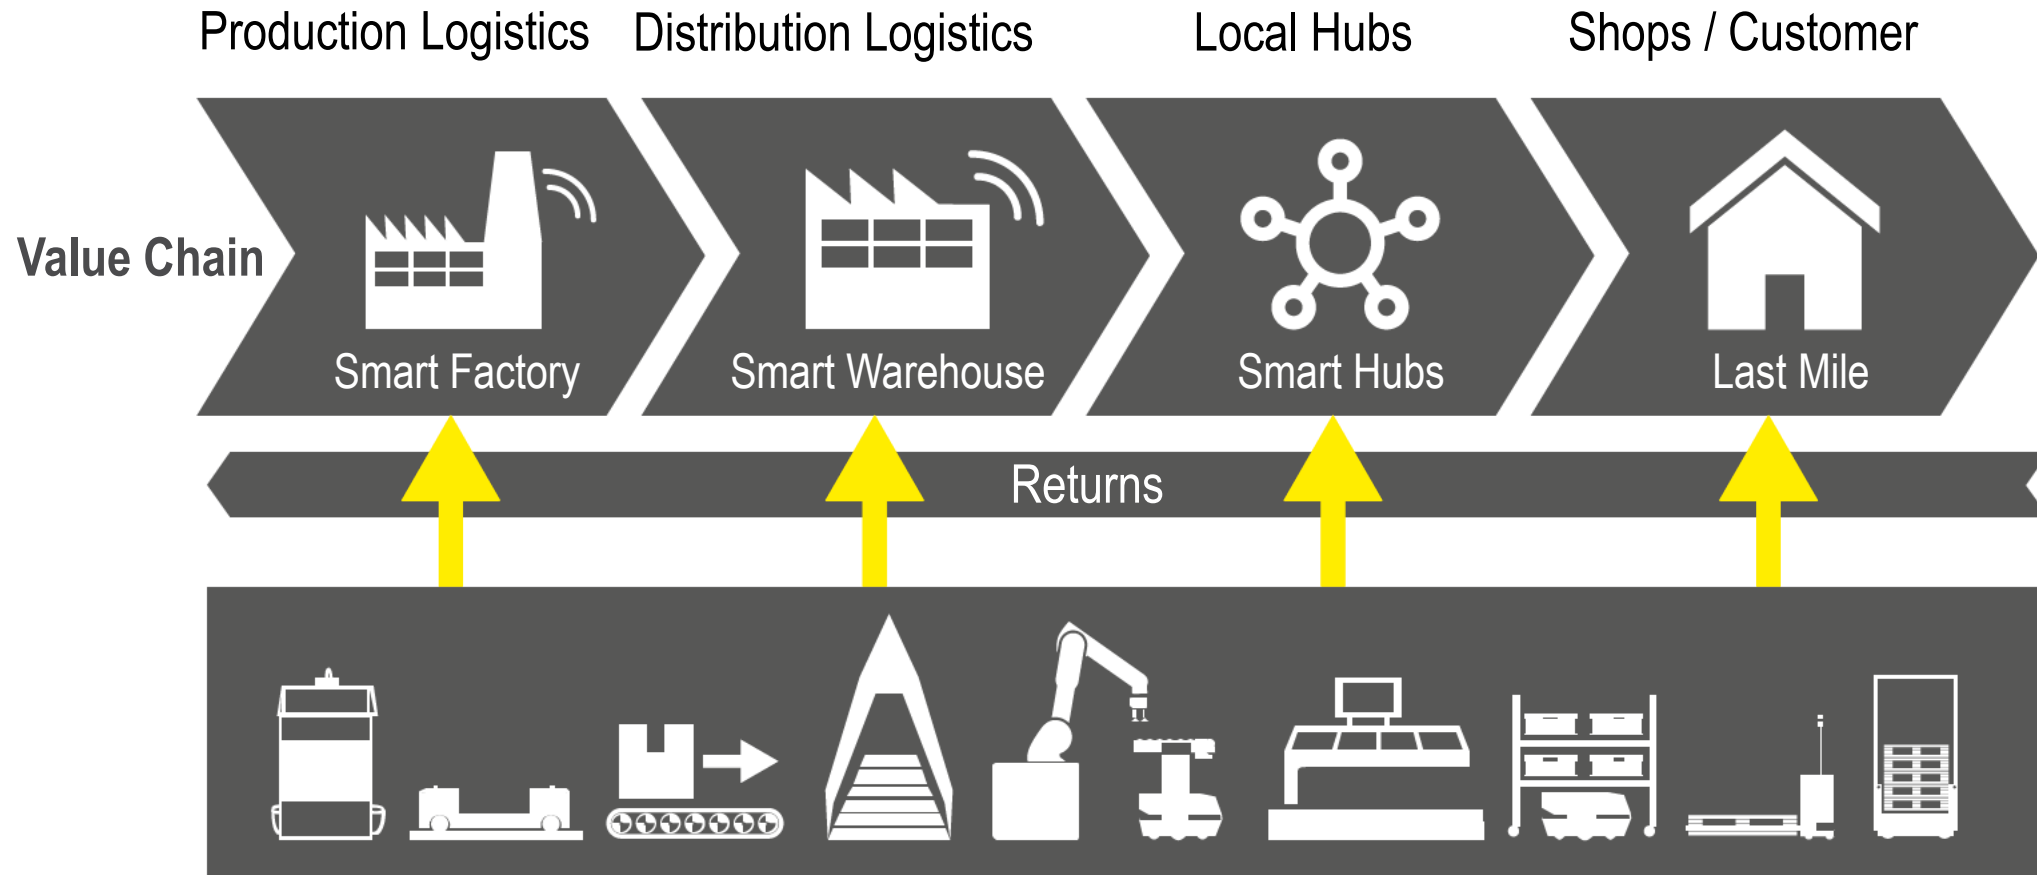 Production Logistics
Distribution Logistics
Local Hubs
Shops / Customer
Value Chain
Smart Factory
Smart Warehouse
Smart Hubs
Last Mile
Returns